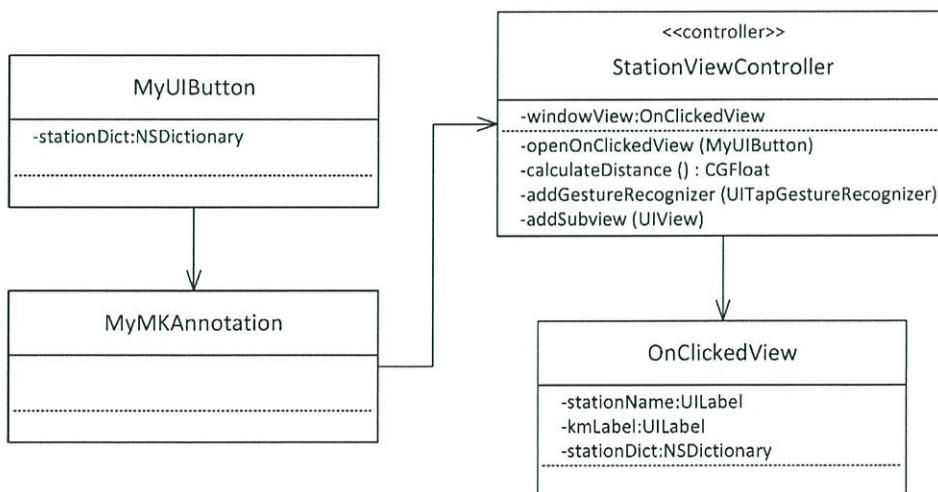 MyUIButton
-stationDict:NSDictionary
MyMKAnnotation
<<controller>>
StationViewController
-windowView:OnClickedView
-openOnClickedView (MyUIButton)
-calculateDistance () : CGFloat
-addGestureRecognizer (UITapGestureRecognizer)
-addSubview (UIView)
OnClickedView
-stationName:UILabel
-kmLabel:UILabel
-stationDict:NSDictionary